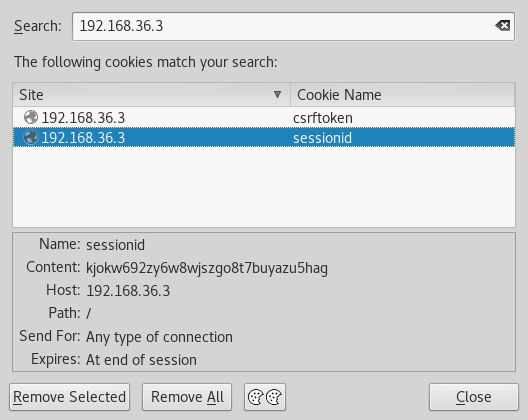 Search: 192.168.36.3
The following cookies match your search:
Site Cookie Name
192.168.36.3 csrftoken
192.168.36.3 sessionid
Name: sessionid
Content: kjokw692zy6w8wjszgo8t7buyazu5hag
Host: 192.168.36.3
Path: /
Send For: Any type of connection
Expires: At end of session
Remove Selected Remove All Close